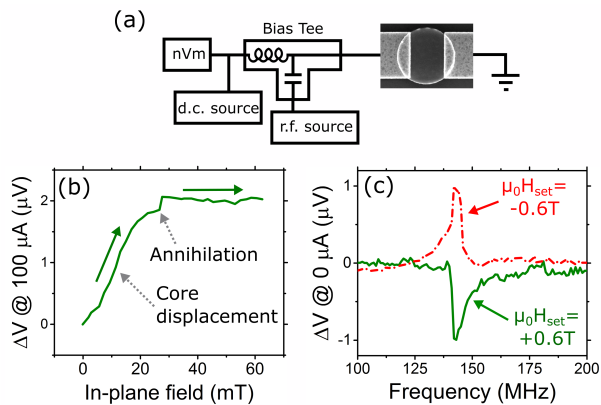 (a)
Bias Tee
nVm
d.c. source
r.f. source
(b)
ΔV @ 100 μA (μV)
2
1
0
Annihilation
Core
displacement
0
20
40
60
In-plane field (mT)
(c)
ΔV @ 0 μA (μV)
1
0
-1
μ₀H_set=
-0.6T
μ₀H_set=
+0.6T
100
125
150
175
200
Frequency (MHz)